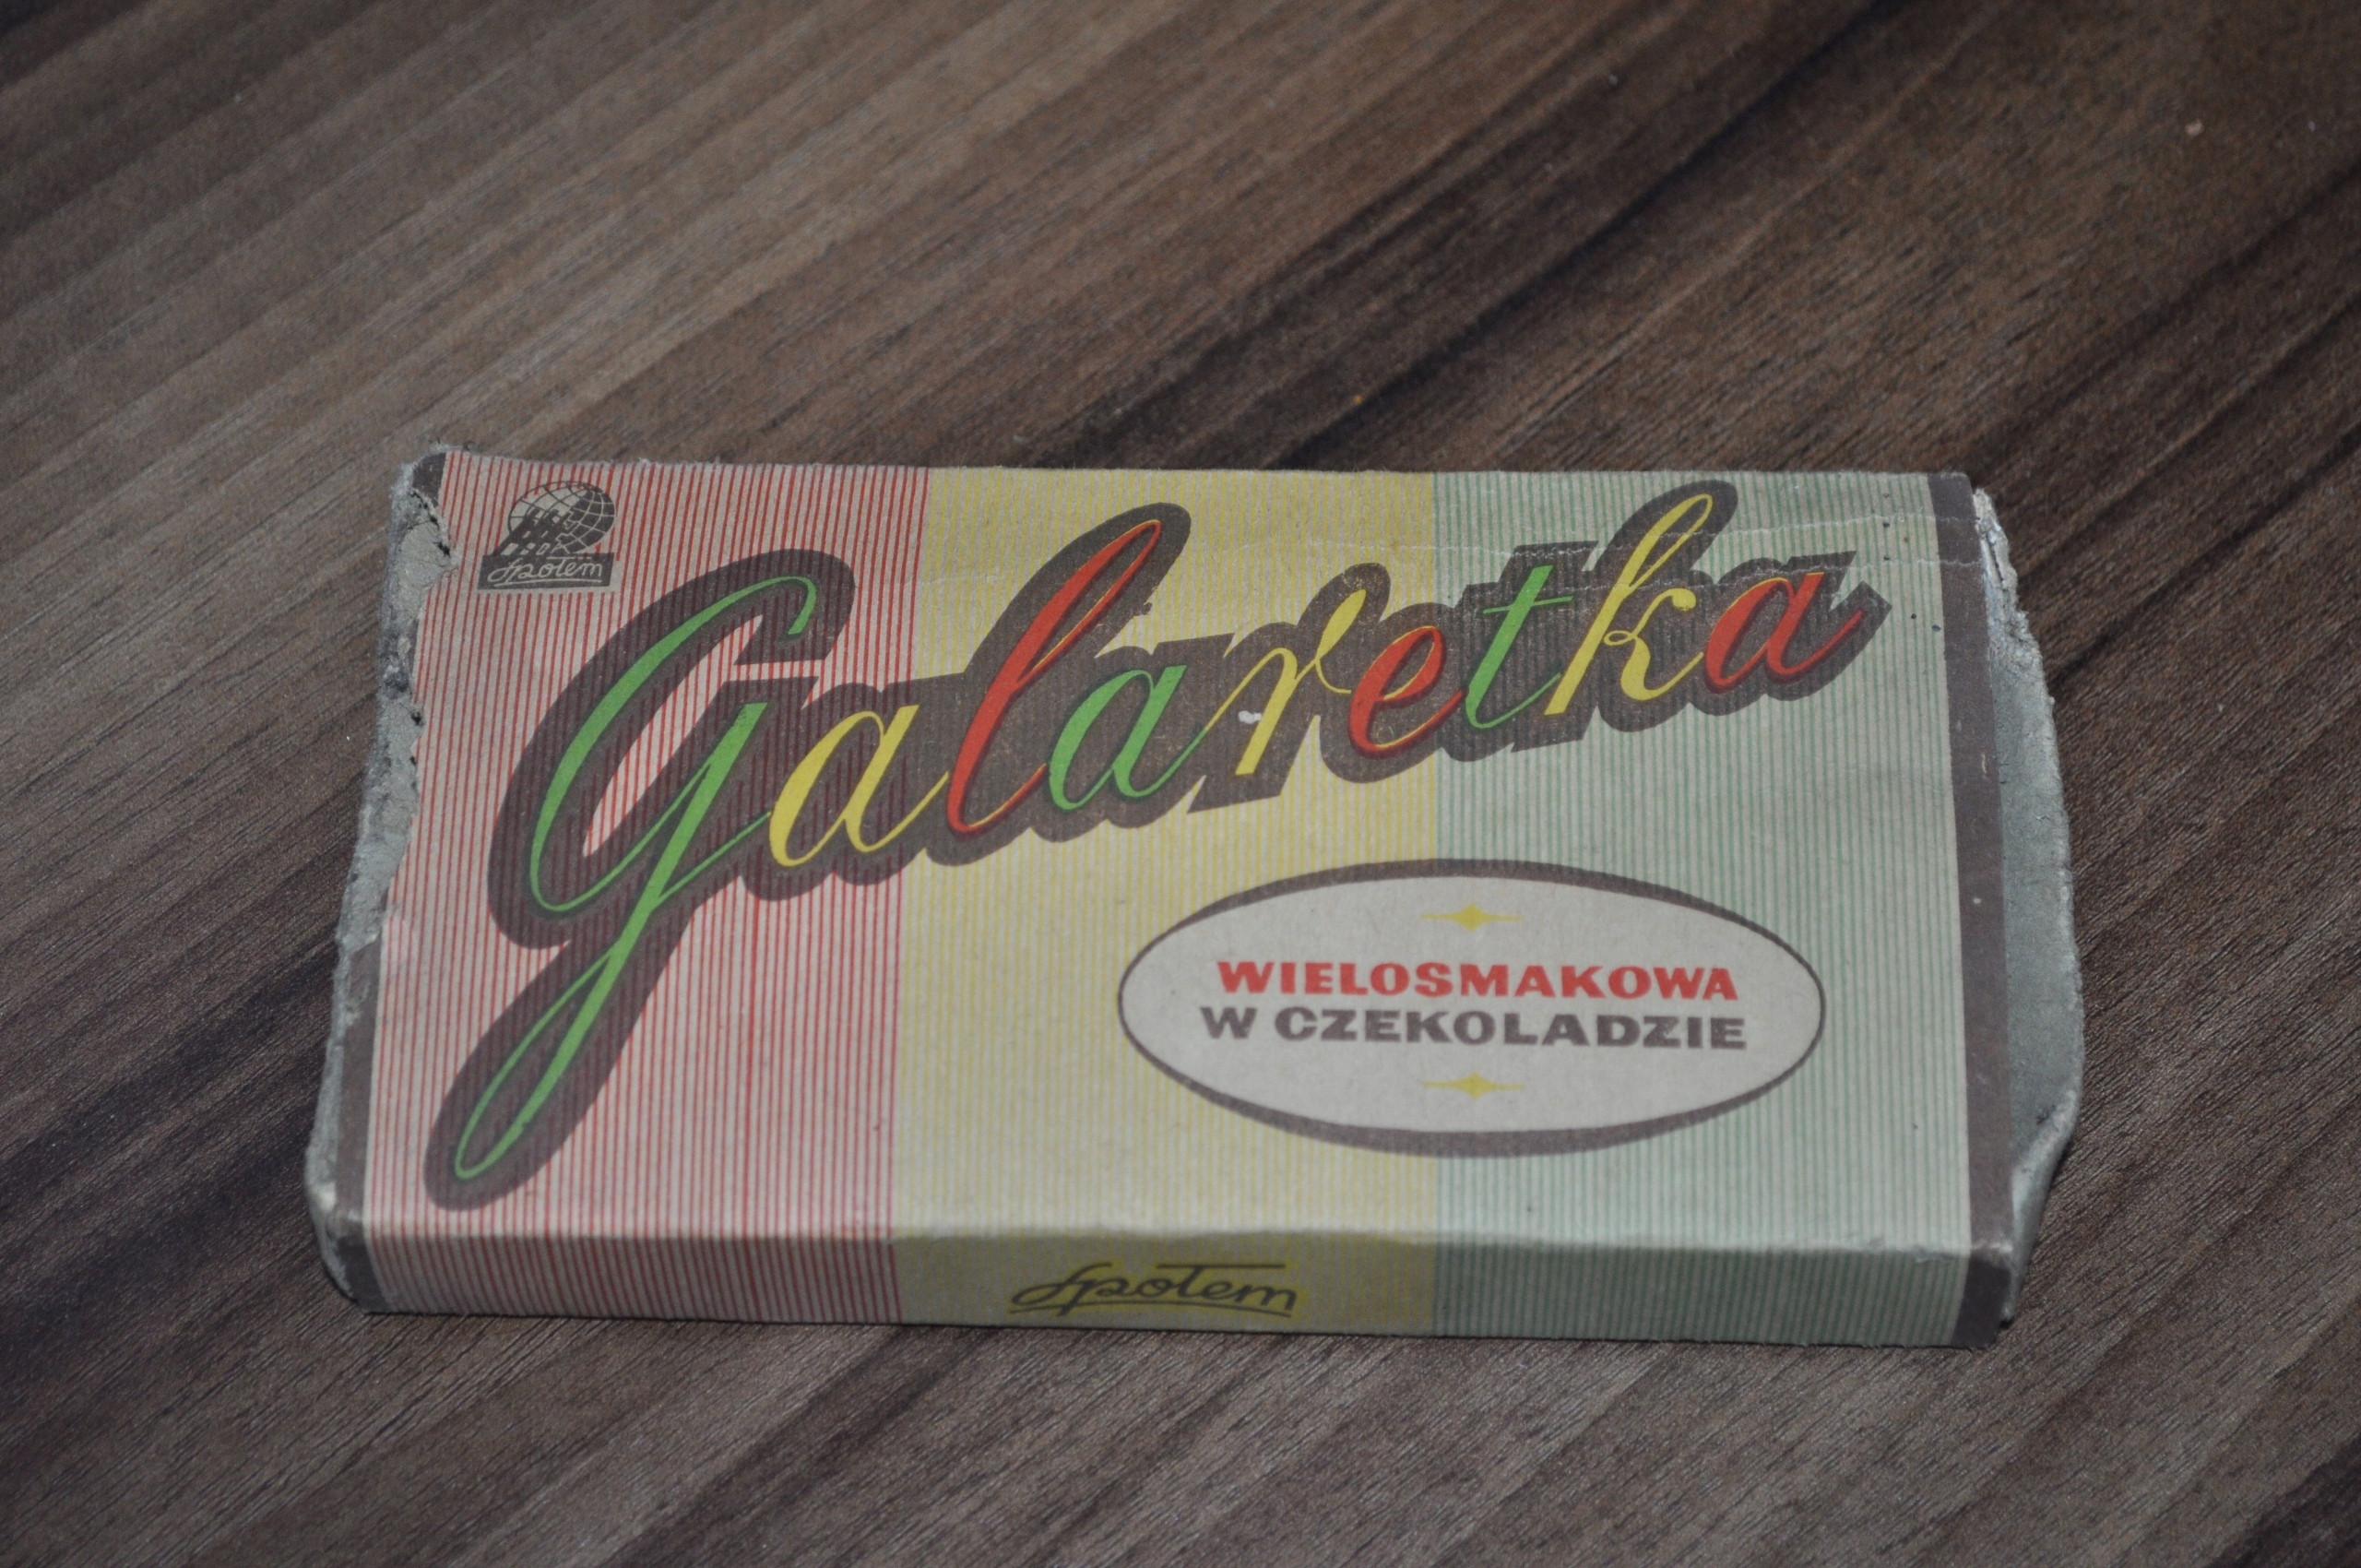 Społem
Galaretka
WIELOSMAKOWA
W CZEKOLADZIE
Społem